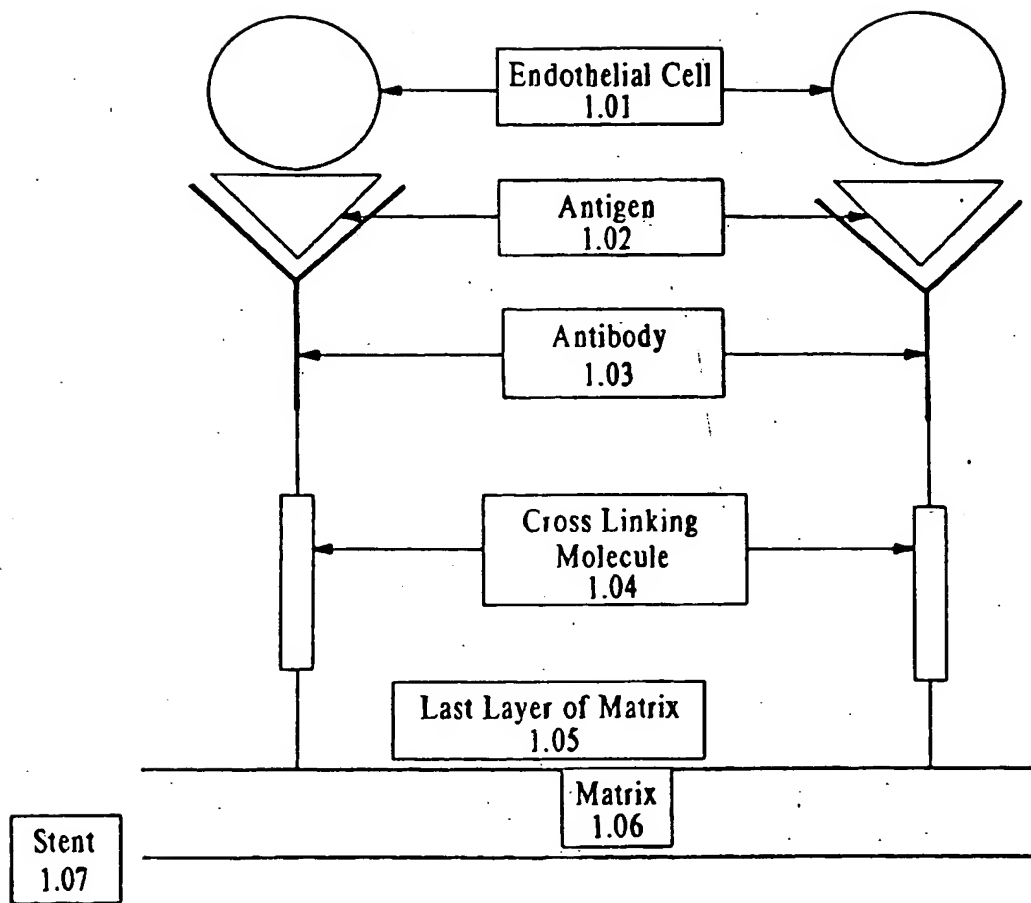 Endothelial Cell
1.01
Antigen
1.02
Antibody
1.03
Cross Linking
Molecule
1.04
Last Layer of Matrix
1.05
Matrix
1.06
Stent
1.07